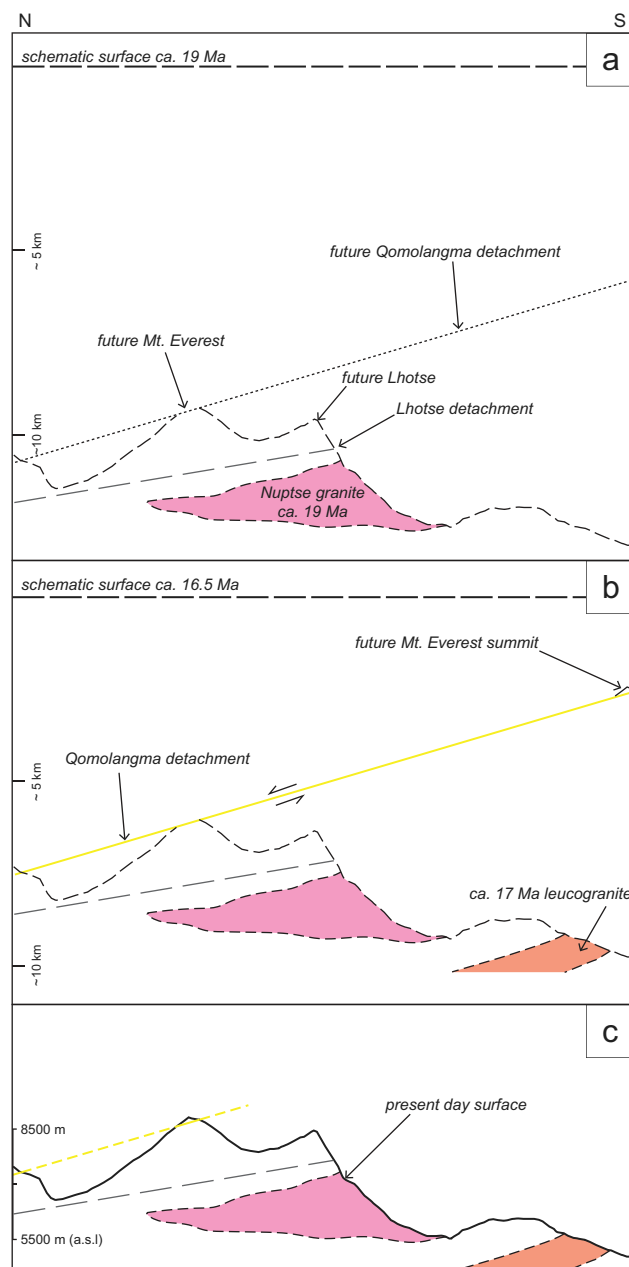 N
S
schematic surface ca. 19 Ma
a
~ 5 km
future Qomolangma detachment
future Mt. Everest
future Lhotse
Lhotse detachment
~10 km
Nuptse granite
ca. 19 Ma
schematic surface ca. 16.5 Ma
b
future Mt. Everest summit
Qomolangma detachment
~ 5 km
ca. 17 Ma leucogranite
~10 km
c
present day surface
8500 m
5500 m (a.s.l)